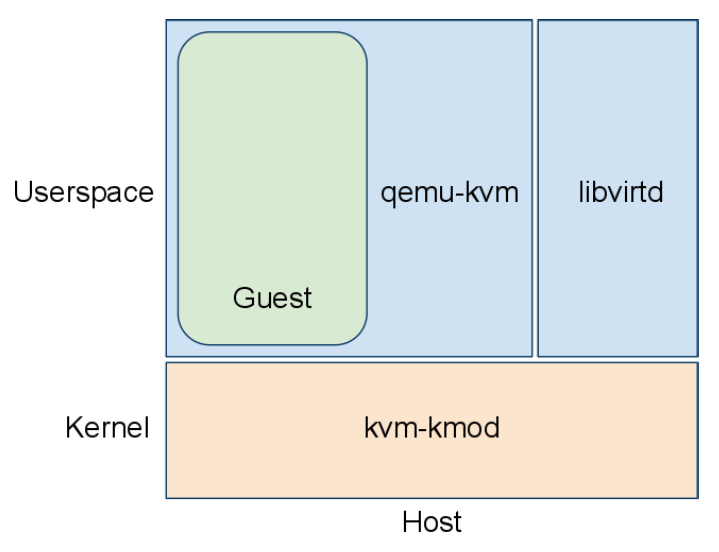 Userspace
qemu-kvm
libvirtd
Guest
Kernel
kvm-kmod
Host